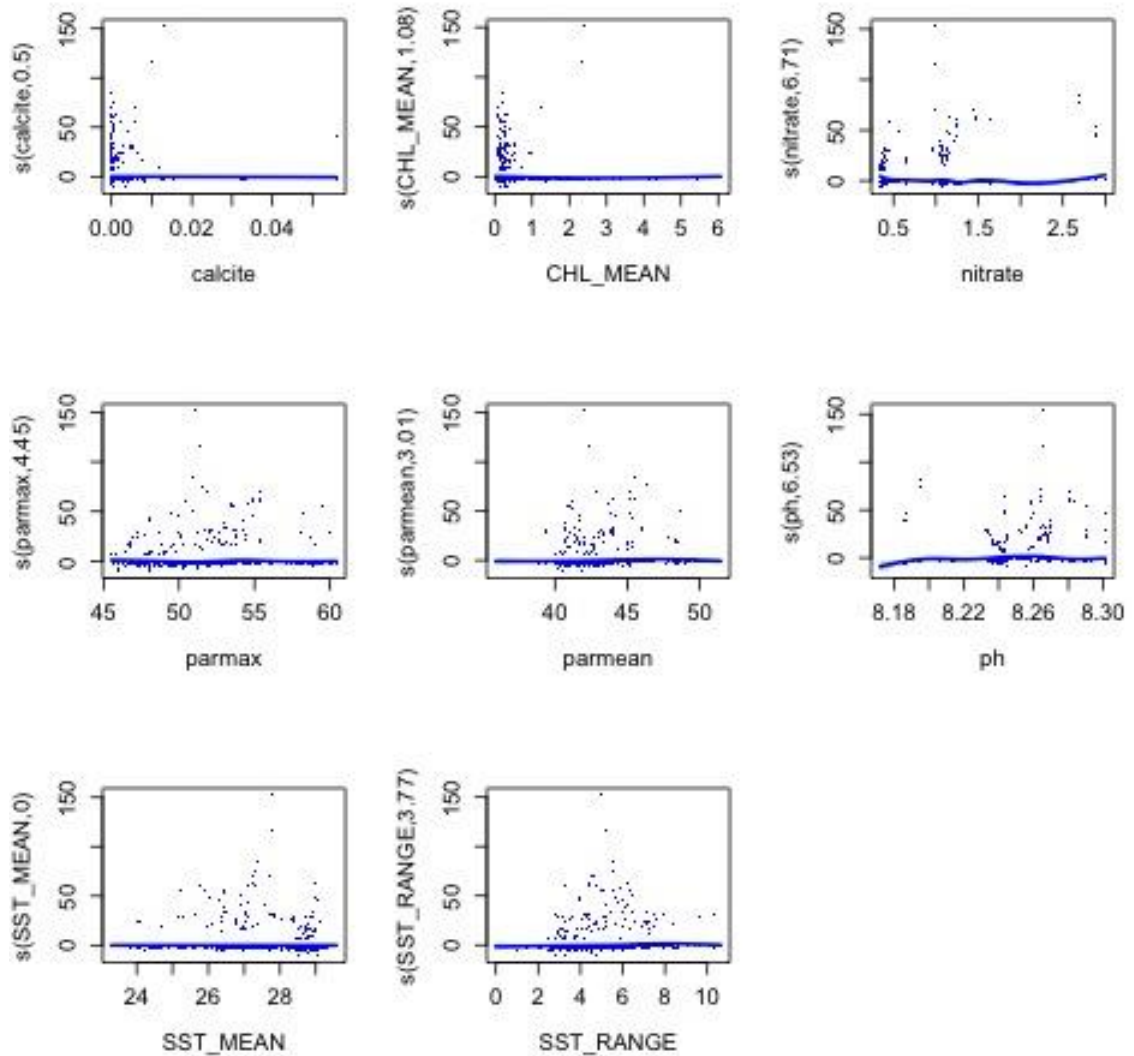 s(calcite,0.5)
150
50
0
0.00 0.02 0.04
calcite
s(CHL_MEAN,1.08)
150
50
0
0 1 2 3 4 5 6
CHL_MEAN
s(nitrate,6.71)
150
50
0
0.5 1.5 2.5
nitrate
s(parmax,4.45)
150
50
0
45 50 55 60
parmax
s(parmean,3.01)
150
50
0
40 45 50
parmean
s(ph,6.53)
150
50
0
8.18 8.22 8.26 8.30
ph
s(SST_MEAN,0)
150
50
0
24 26 28
SST_MEAN
s(SST_RANGE,3.77)
150
50
0
0 2 4 6 8 10
SST_RANGE